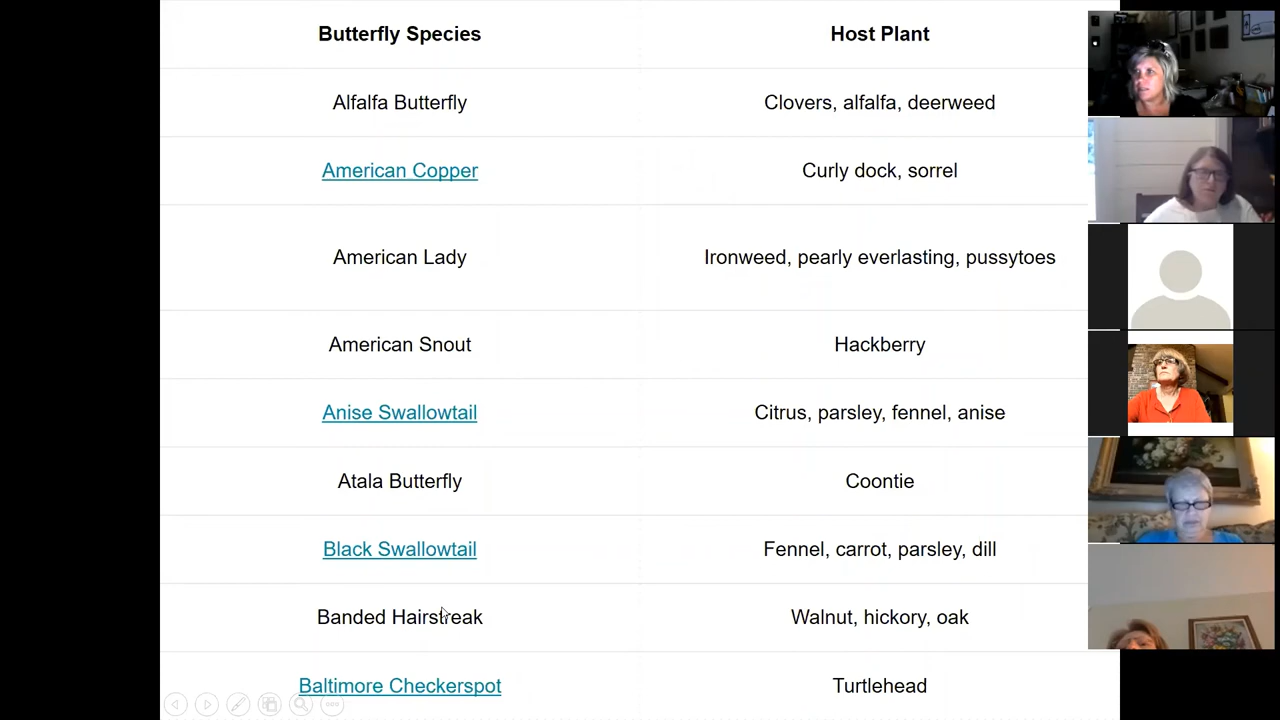 Butterfly Species Host Plant
Alfalfa Butterfly Clovers, alfalfa, deerweed
American Copper Curly dock, sorrel
American Lady Ironweed, pearly everlasting, pussytoes
American Snout Hackberry
Anise Swallowtail Citrus, parsley, fennel, anise
Atala Butterfly Coontie
Black Swallowtail Fennel, carrot, parsley, dill
Banded Hairstreak Walnut, hickory, oak
Baltimore Checkerspot Turtlehead